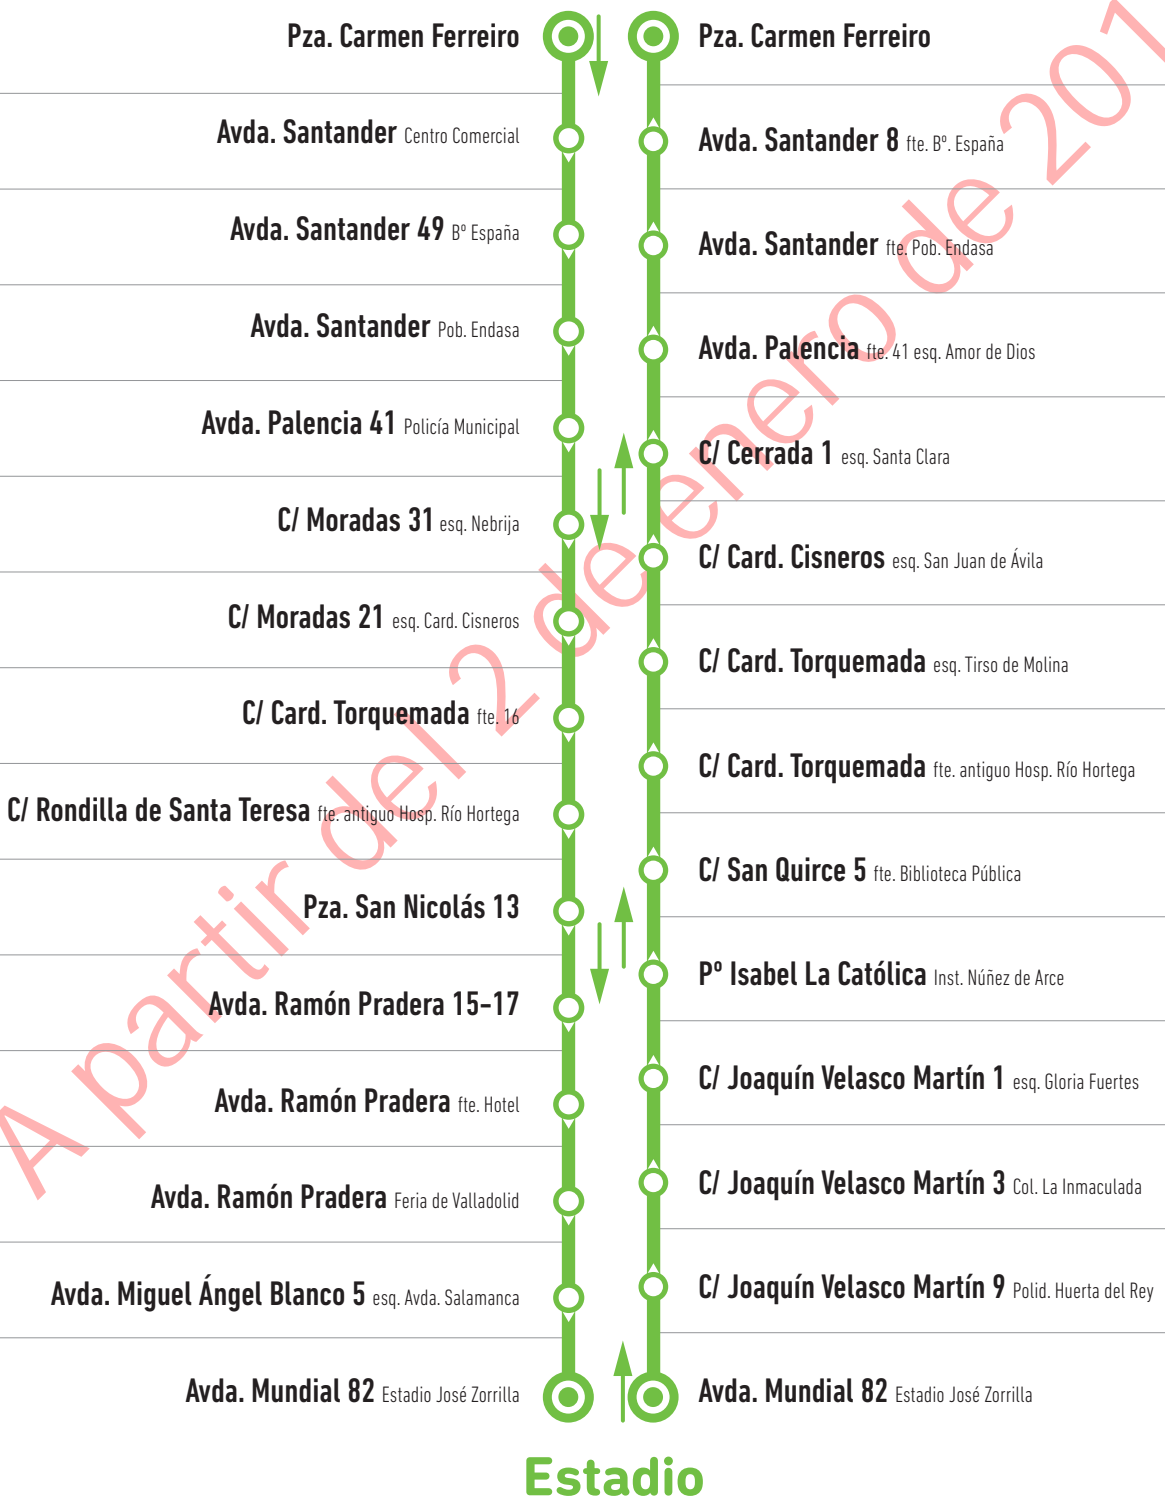 Pza. Carmen Ferreiro
Avda. Santander Centro Comercial
Avda. Santander 49 Bº España
Avda. Santander Pob. Endasa
Avda. Palencia 41 Policía Municipal
C/ Moradas 31 esq. Nebrija
C/ Moradas 21 esq. Card. Cisneros
C/ Card. Torquemada fte. 16
C/ Rondilla de Santa Teresa fte. antiguo Hosp. Río Hortega
Pza. San Nicolás 13
Avda. Ramón Pradera 15-17
Avda. Ramón Pradera fte. Hotel
Avda. Ramón Pradera Feria de Valladolid
Avda. Miguel Ángel Blanco 5 esq. Avda. Salamanca
Avda. Mundial 82 Estadio José Zorrilla
Pza. Carmen Ferreiro
Avda. Santander 8 fte. Bº. España
Avda. Santander fte. Pob. Endasa
Avda. Palencia fte. 41 esq. Amor de Dios
C/ Cerrada 1 esq. Santa Clara
C/ Card. Cisneros esq. San Juan de Ávila
C/ Card. Torquemada esq. Tirso de Molina
C/ Card. Torquemada fte. antiguo Hosp. Río Hortega
C/ San Quirce 5 fte. Biblioteca Pública
Pº Isabel La Católica Inst. Núñez de Arce
C/ Joaquín Velasco Martín 1 esq. Gloria Fuertes
C/ Joaquín Velasco Martín 3 Col. La Inmaculada
C/ Joaquín Velasco Martín 9 Polid. Huerta del Rey
Avda. Mundial 82 Estadio José Zorrilla
Estadio
A partir del 2 de enero de